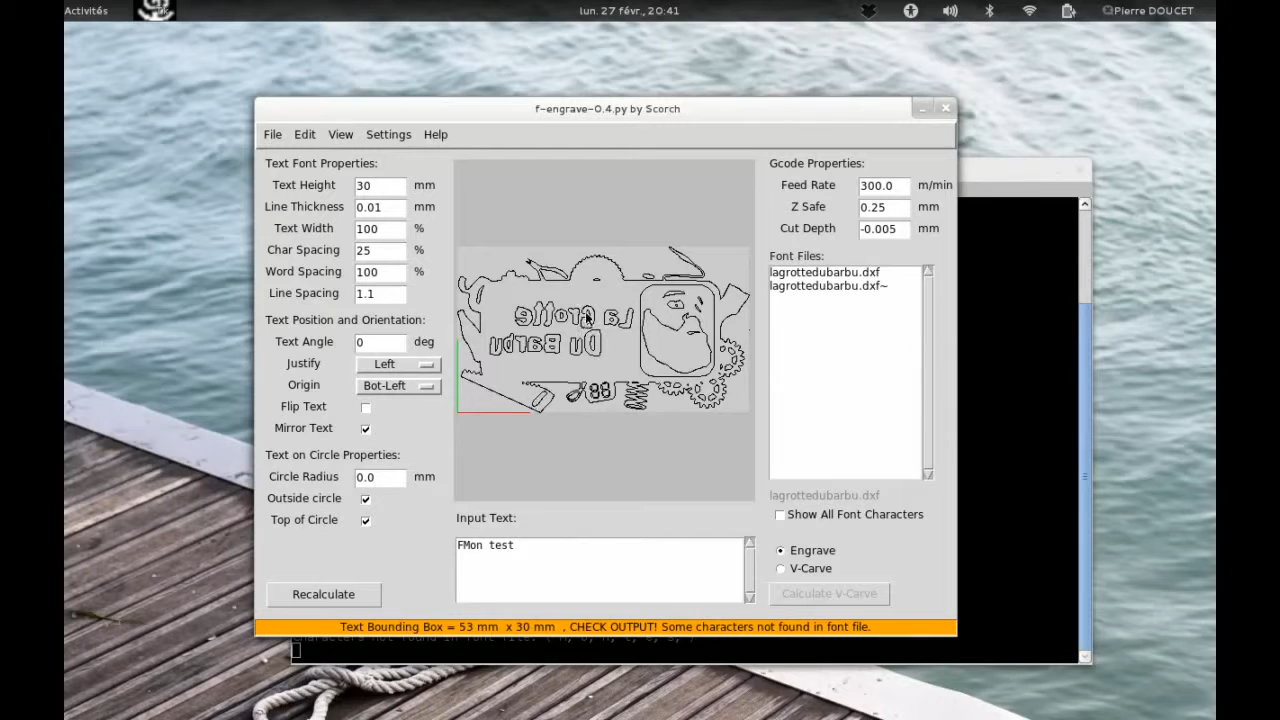 Activités
lun. 27 févr., 20:41
Pierre DOUCET
f-engrave-0.4.py by Scorch
File Edit View Settings Help
Text Font Properties:
Text Height 30 mm
Line Thickness 0.01 mm
Text Width 100 %
Char Spacing 25 %
Word Spacing 100 %
Line Spacing 1.1
Text Position and Orientation:
Text Angle 0 deg
Justify Left
Origin Bot-Left
Flip Text
Mirror Text
Text on Circle Properties:
Circle Radius 0.0 mm
Outside circle
Top of Circle
Recalculate
La grotte
Du Barbu
Input Text:
FMon test
Gcode Properties:
Feed Rate 300.0 m/min
Z Safe 0.25 mm
Cut Depth -0.005 mm
Font Files:
lagrottedubarbu.dxf
lagrottedubarbu.dxf~
lagrottedubarbu.dxf
Show All Font Characters
Engrave
V-Carve
Calculate V-Carve
Text Bounding Box = 53 mm x 30 mm , CHECK OUTPUT! Some characters not found in font file.